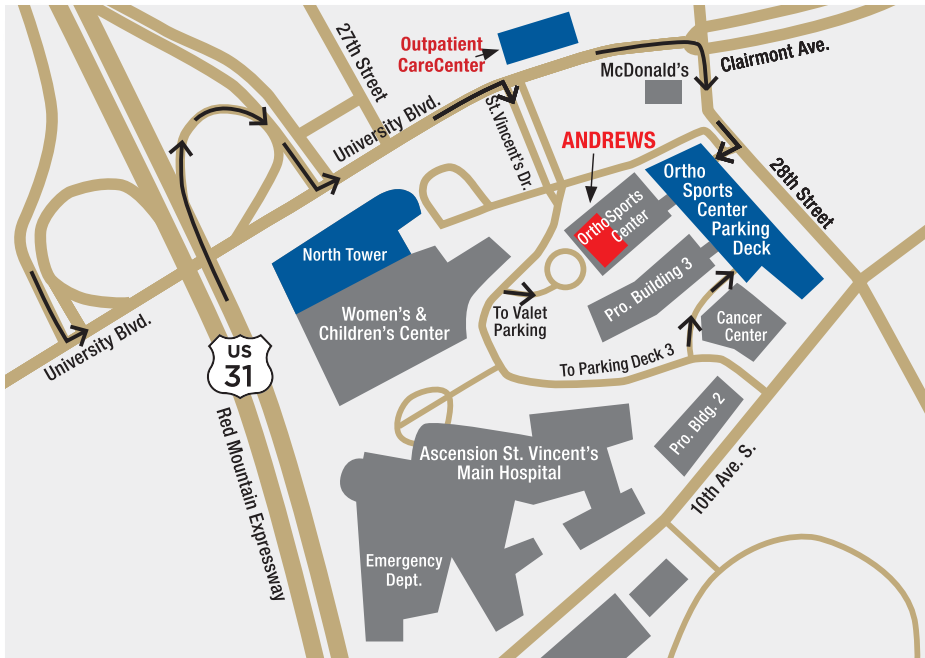 27th Street
Outpatient
CareCenter
McDonald's
Clairmont Ave.
University Blvd.
St.Vincent's Dr.
ANDREWS
28th Street
Ortho
Sports
Center
Parking
Deck
OrthoSports
Center
North Tower
Women's &
Children's Center
Pro. Building 3
To Valet
Parking
Cancer
Center
University Blvd.
US
31
To Parking Deck 3
Pro. Bldg. 2
Red Mountain Expressway
Ascension St. Vincent's
Main Hospital
10th Ave. S.
Emergency
Dept.